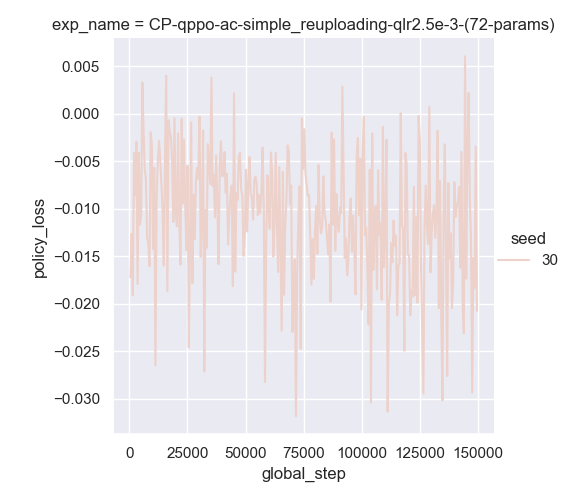 exp_name = CP-qppo-ac-simple_reuploading-qlr2.5e-3-(72-params)
0.005
0.000
−0.005
−0.010
−0.015
−0.020
−0.025
−0.030
policy_loss
0 25000 50000 75000 100000 125000 150000
global_step
seed
30